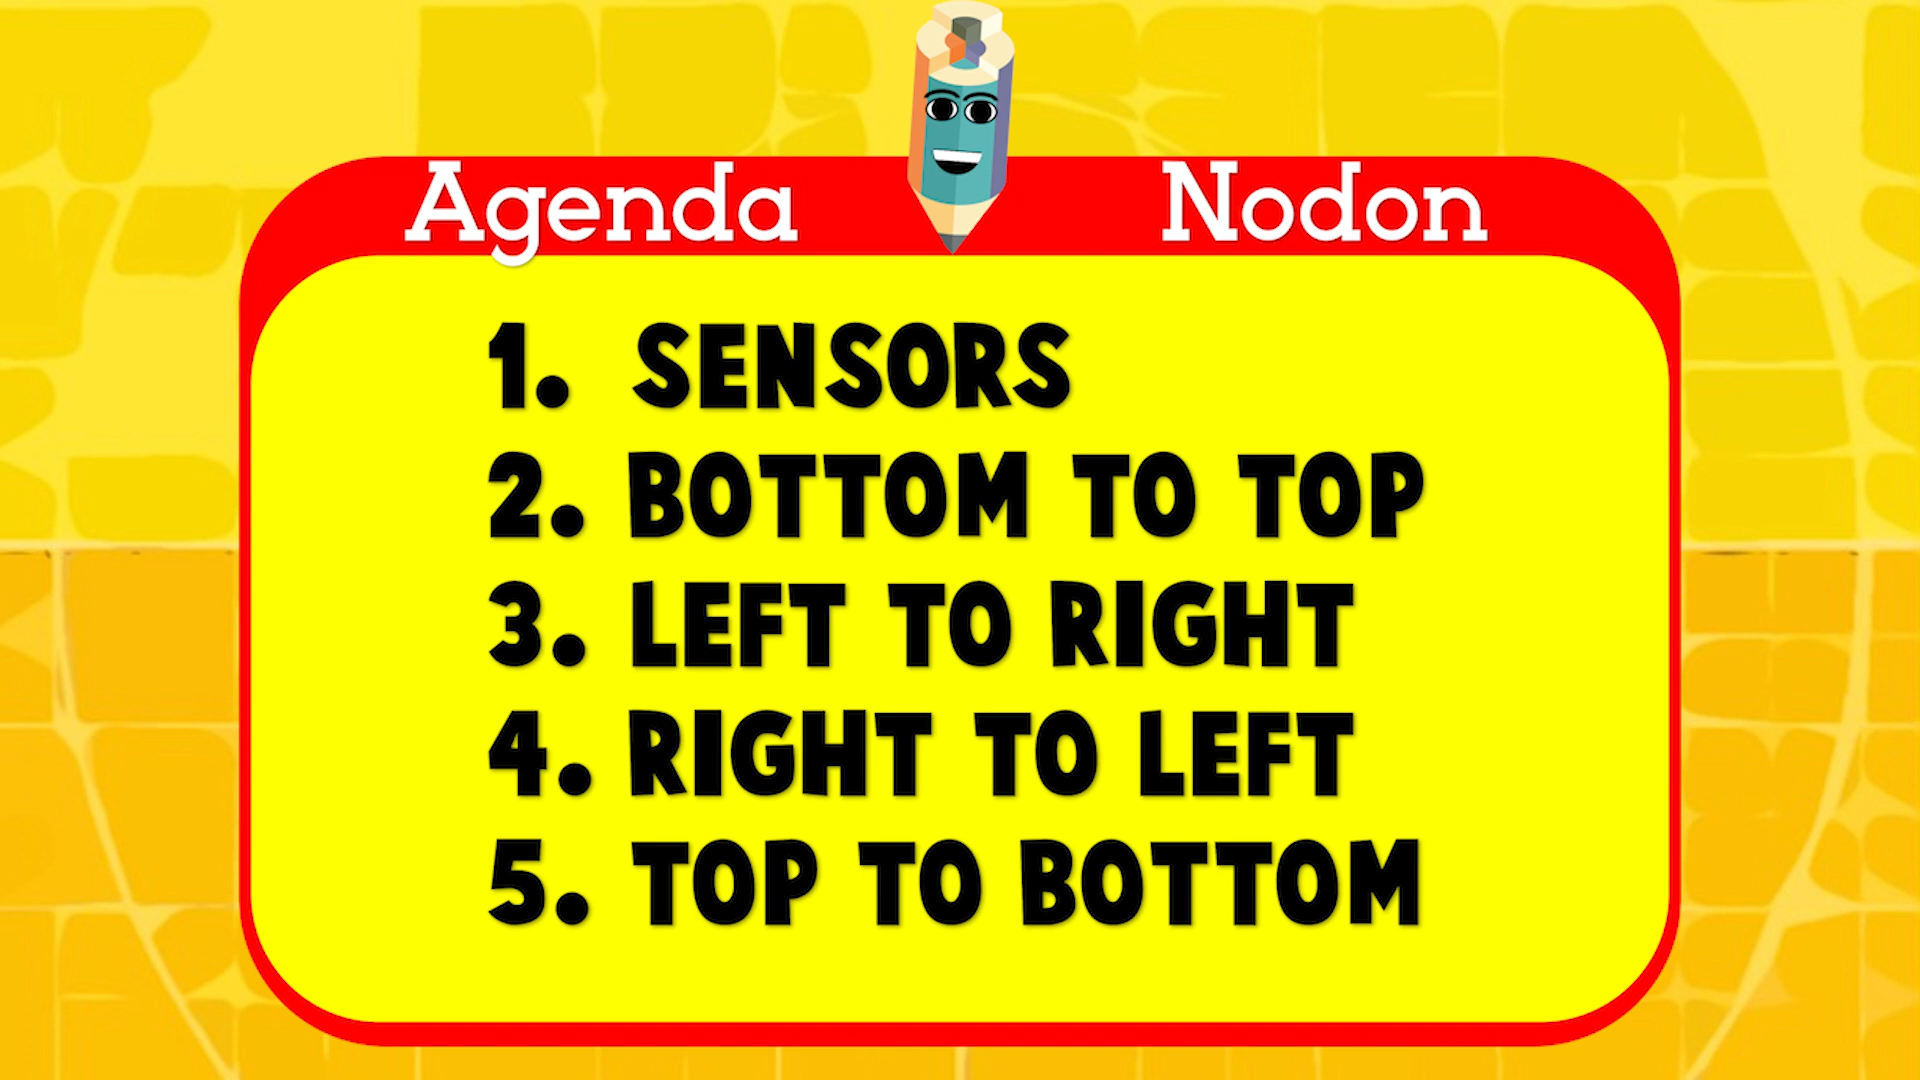 Agenda Nodon
1. SENSORS
2. BOTTOM TO TOP
3. LEFT TO RIGHT
4. RIGHT TO LEFT
5. TOP TO BOTTOM